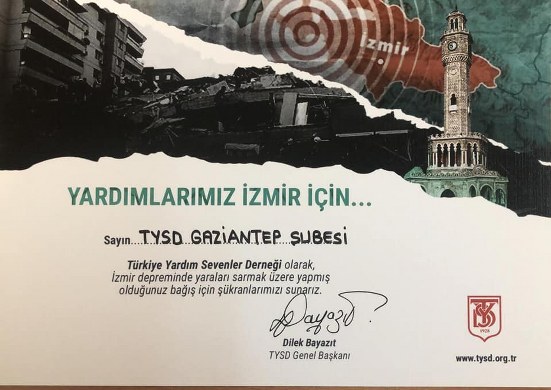 İzmir
YARDIMLARIMIZ İZMİR İÇİN...
Sayın....TYSD GAZİANTEP ŞUBESİ
Türkiye Yardım Sevenler Derneği olarak,
İzmir depreminde yaraları sarmak üzere yapmış
olduğunuz bağış için şükranlarımızı sunarız.
Dilek Bayazıt
TYSD Genel Başkanı
1928
www.tysd.org.tr